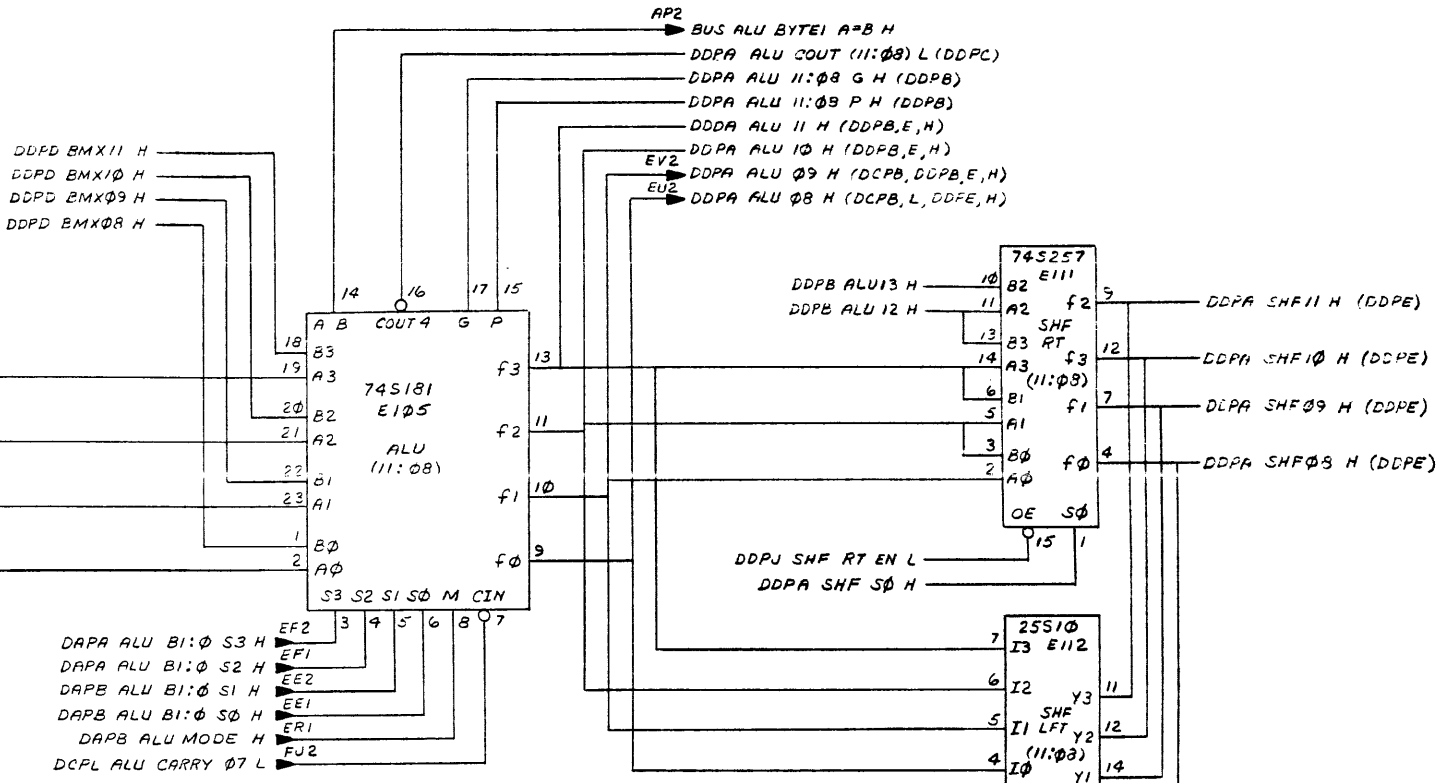 AP2
BUS ALU BYTE1 A=B H
DDPA ALU COUT (11:Ø8) L (DDPC)
DDPA ALU 11:Ø8 G H (DDPB)
DDPA ALU 11:Ø8 P H (DDPB)
DDDA ALU 11 H (DDPB,E,H)
DDPA ALU 1Ø H (DDPB,E,H)
EV2
DDPA ALU Ø9 H (DCPB, DDPB,E,H)
EU2
DDPA ALU Ø8 H (DCPB, L, DDPE, H)
DDPD BMX11 H
DDPD BMX1Ø H
DDPD BMXØ9 H
DDPD BMXØ8 H
14 16 17 15
A B COUT4 G P
18 B3
19 A3
2Ø B2
21 A2
22 B1
23 A1
1 BØ
2 AØ
74S181
E1Ø5
ALU
(11:Ø8)
f3 13
f2 11
f1 1Ø
fØ 9
S3 S2 S1 SØ M CIN
3 4 5 6 8 7
DAPA ALU B1:Ø S3 H EF2
DAPA ALU B1:Ø S2 H EF1
DAPB ALU B1:Ø S1 H EE2
DAPB ALU B1:Ø SØ H EE1
DAPB ALU MODE H ER1
DCPL ALU CARRY Ø7 L FJ2
74S257
E111
DDPB ALU13 H 1Ø B2
DDPB ALU 12 H 11 A2
13 B3
14 A3
6 B1
5 A1
3 BØ
2 AØ
SHF
RT
(11:Ø8)
f2 9 DDPA SHF11 H (DDPE)
f3 12 DDPA SHF1Ø H (DDPE)
f1 7 DDPA SHFØ9 H (DDPE)
fØ 4 DDPA SHFØ8 H (DDPE)
OE SØ
15 1
DDPJ SHF RT EN L
DDPA SHF SØ H
25S1Ø
E112
7 I3
6 I2
5 I1
4 IØ
SHF
LFT
(11:Ø8)
Y3 11
Y2 12
Y1 14